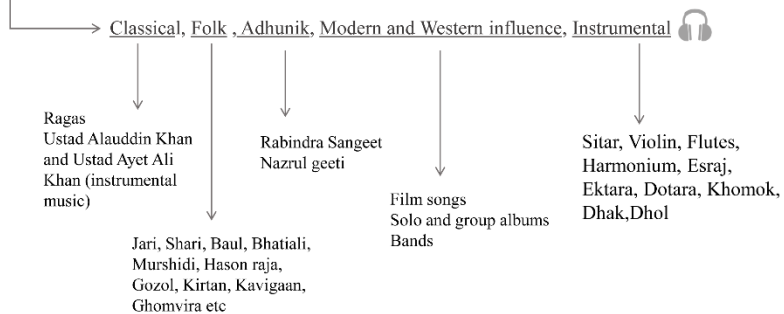 Classical, Folk , Adhunik, Modern and Western influence, Instrumental
Ragas
Ustad Alauddin Khan
and Ustad Ayet Ali
Khan (instrumental
music)
Jari, Shari, Baul, Bhatiali,
Murshidi, Hason raja,
Gozol, Kirtan, Kavigaan,
Ghomvira etc
Rabindra Sangeet
Nazrul geeti
Film songs
Solo and group albums
Bands
Sitar, Violin, Flutes,
Harmonium, Esraj,
Ektara, Dotara, Khomok,
Dhak,Dhol